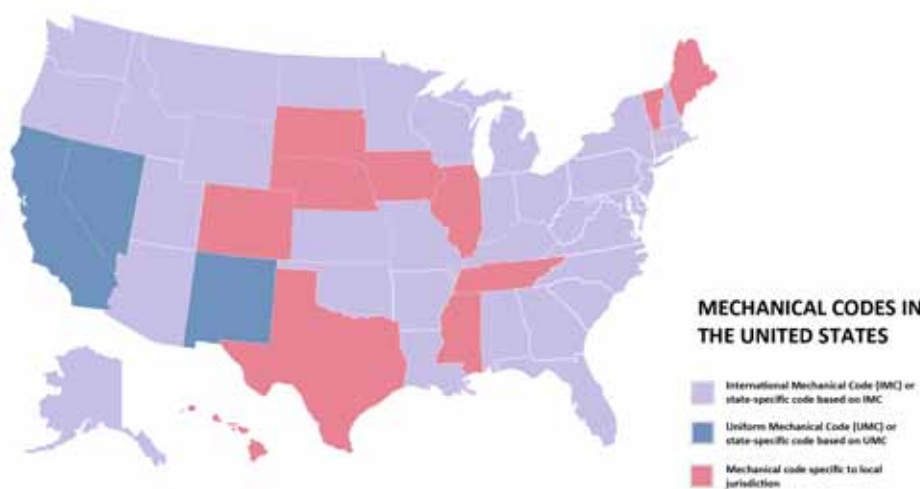 MECHANICAL CODES IN
THE UNITED STATES
International Mechanical Code (IMC) or
state-specific code based on IMC
Uniform Mechanical Code (UMC) or
state-specific code based on UMC
Mechanical code specific to local
jurisdiction